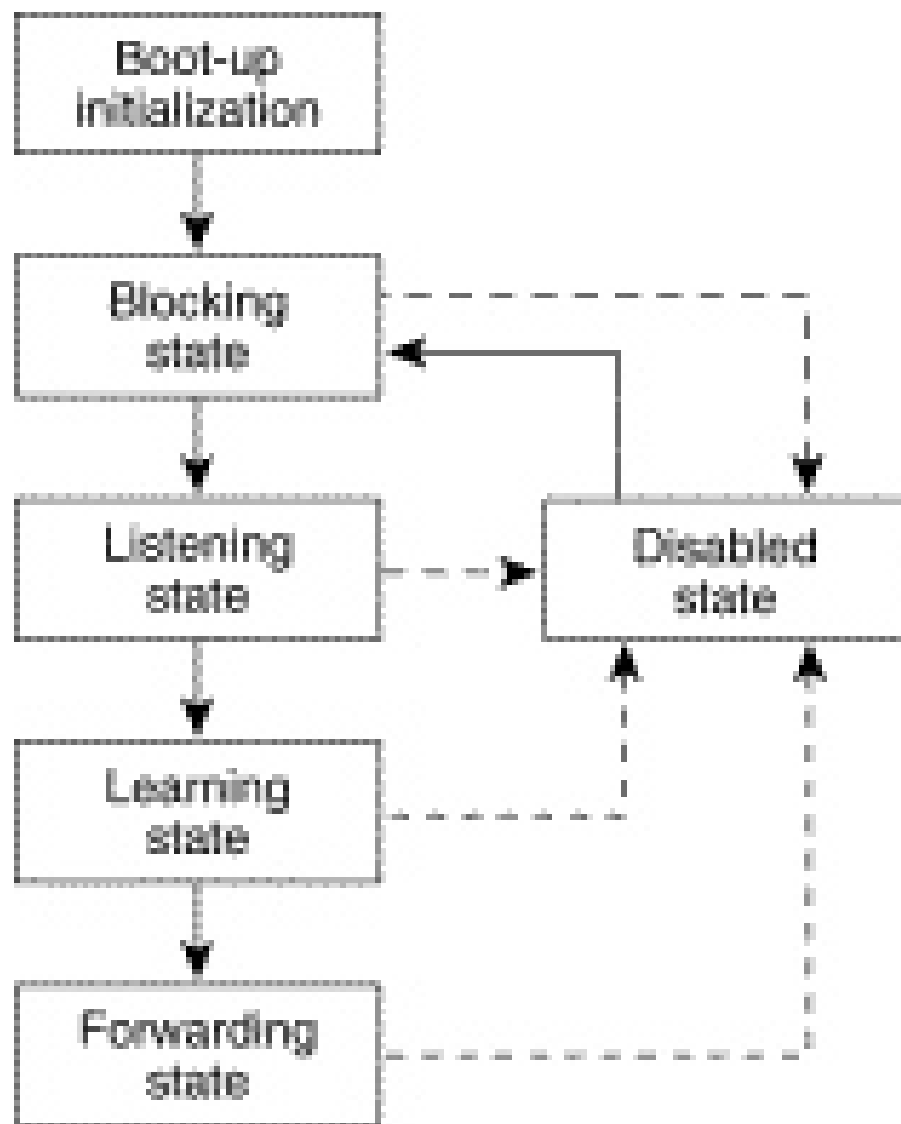 Boot-up
initialization
Blocking
state
Listening
state
Disabled
state
Learning
state
Forwarding
state